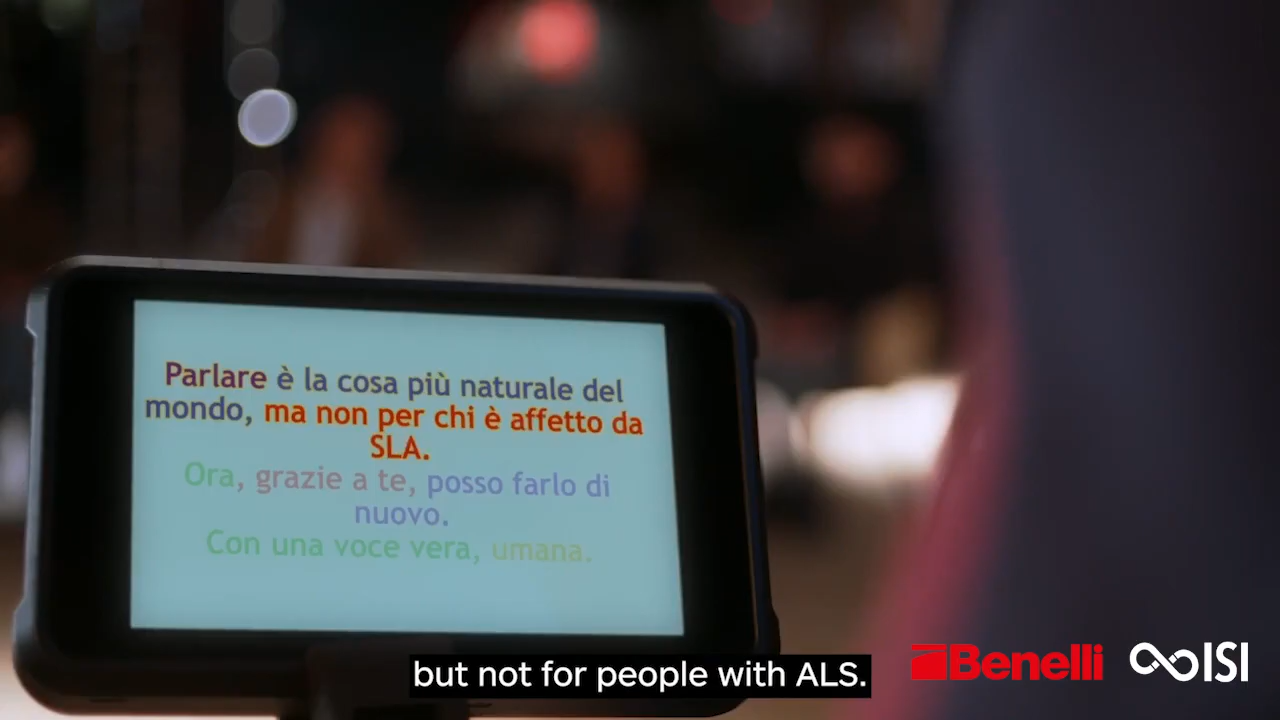 Parlare è la cosa più naturale del
mondo, ma non per chi è affetto da
SLA.
Ora, grazie a te, posso farlo di
nuovo.
Con una voce vera, umana.
but not for people with ALS.
Benelli
ISI